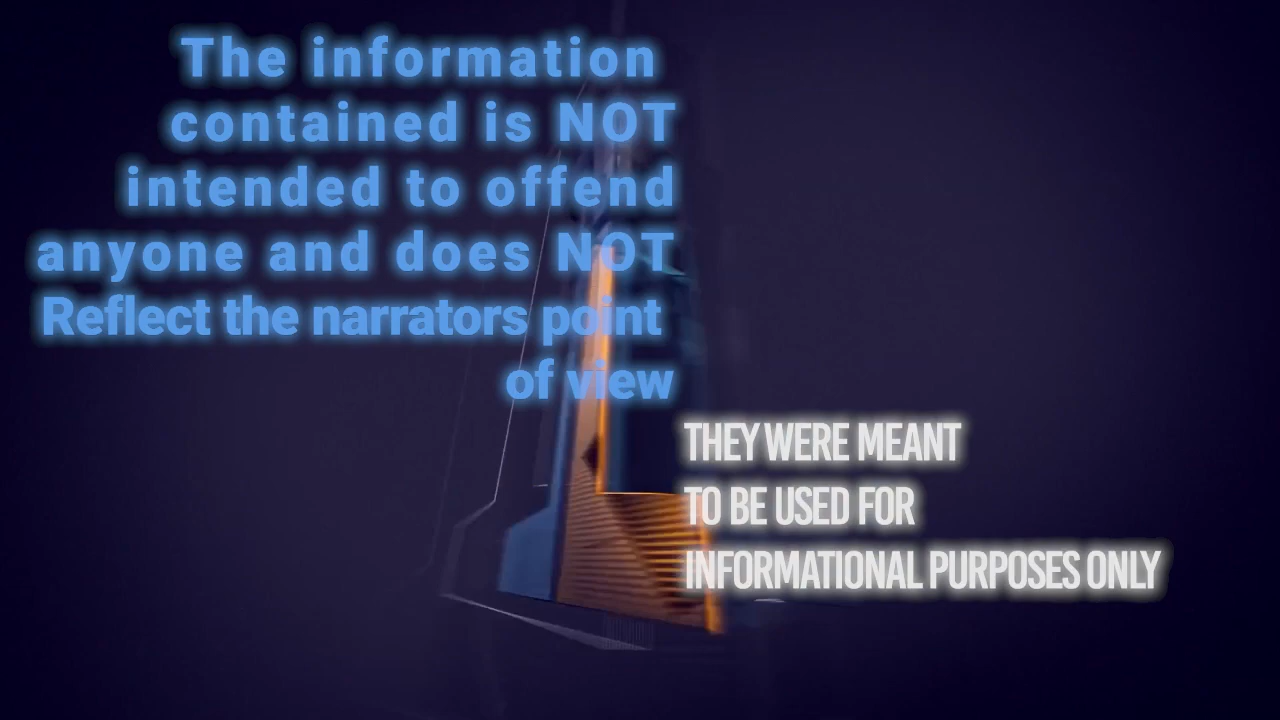 The information
contained is NOT
intended to offend
anyone and does NOT
Reflect the narrators point
of view
THEY WERE MEANT
TO BE USED FOR
INFORMATIONAL PURPOSES ONLY